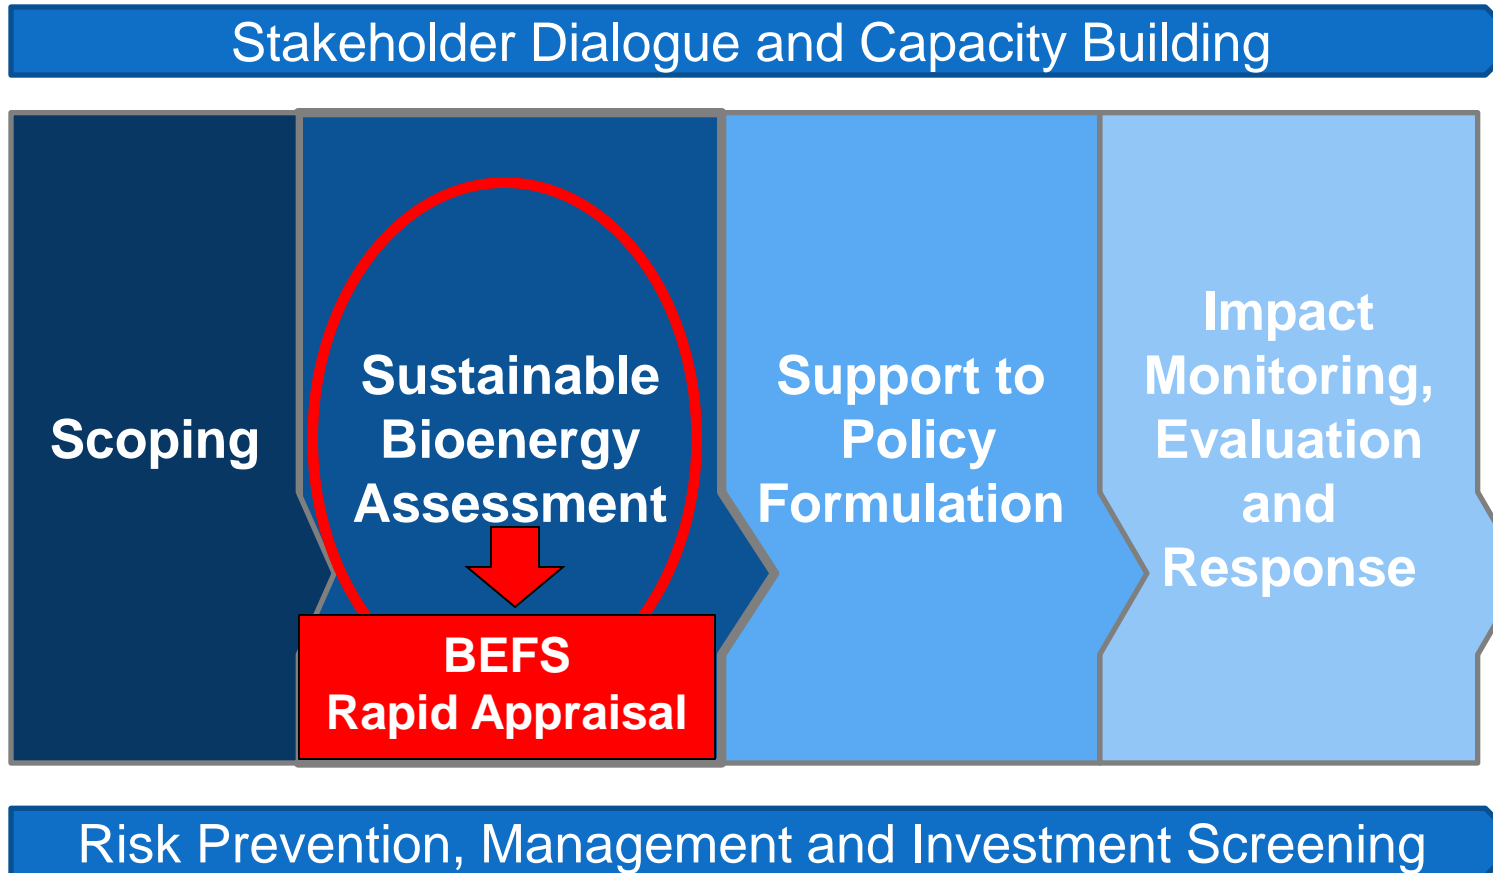 Stakeholder Dialogue and Capacity Building
Scoping
Sustainable
Bioenergy
Assessment
BEFS
Rapid Appraisal
Support to
Policy
Formulation
Impact
Monitoring,
Evaluation
and
Response
Risk Prevention, Management and Investment Screening